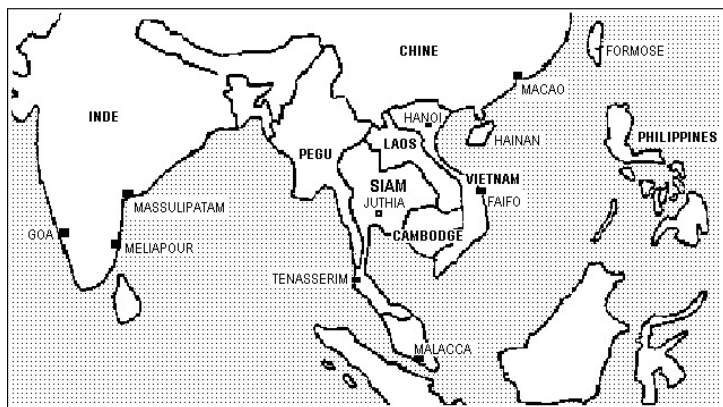 CHINE
FORMOSE
MACAO
INDE
HANOI
HAINAN
PHILIPPINES
LAOS
PEGU
SIAM
VIETNAM
JUTHIA
FAIFO
MASSULIPATAM
GOA
CAMBODGE
MELIAPOUR
TENASSERIM
MALACCA